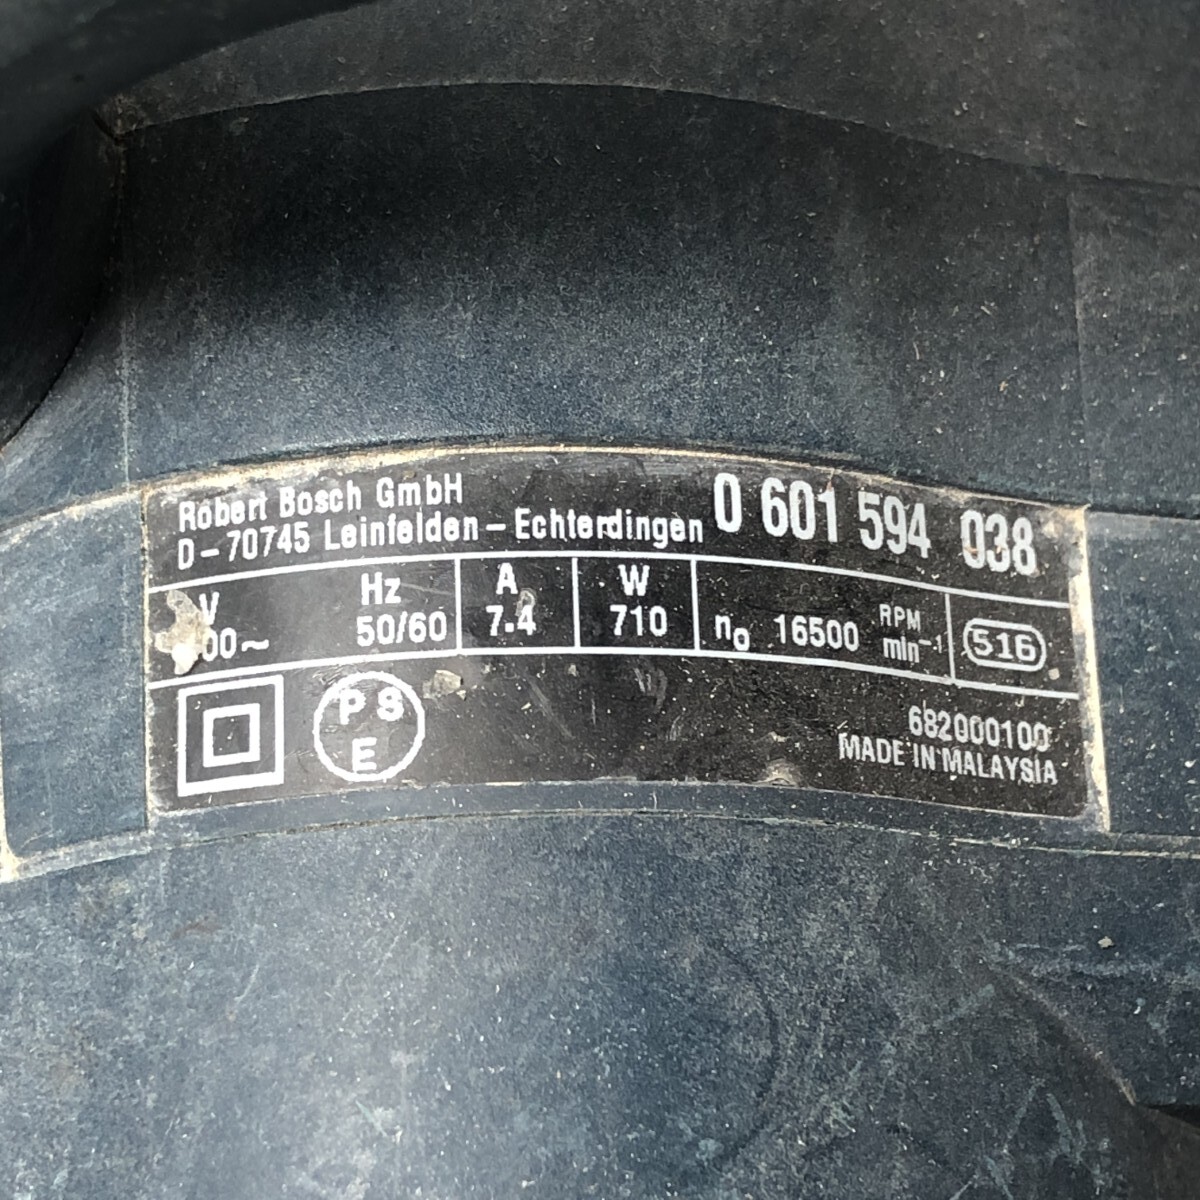 Robert Bosch GmbH
D-70745 Leinfelden-Echterdingen
0 601 594 038
V Hz A W
00~ 50/60 7.4 710 n₀ 16500 RPM
min⁻¹
516
P S
E
682000100
MADE IN MALAYSIA